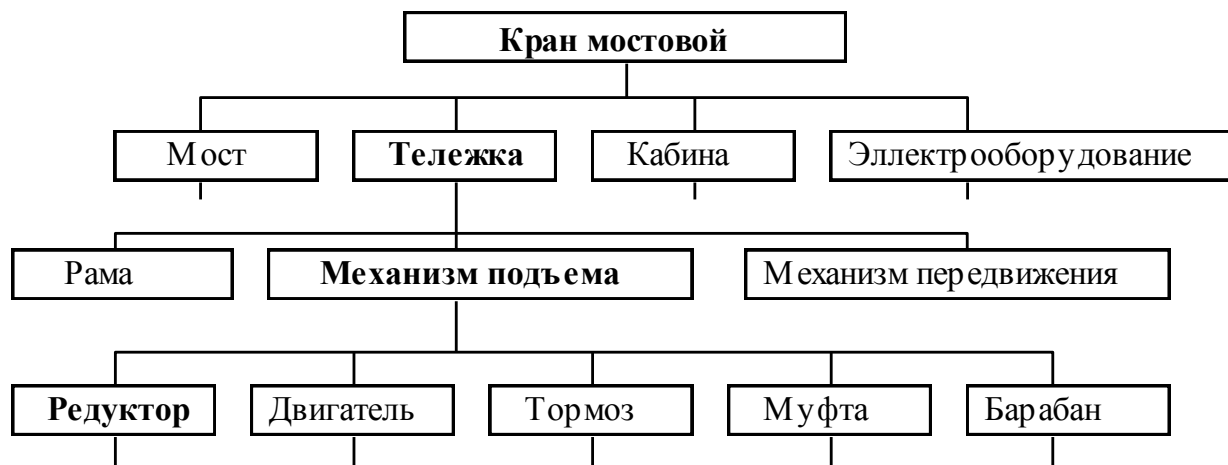 Кран мостовой
Мост
Тележка
Кабина
Эллектрооборудование
Рама
Механизм подъема
Механизм передвижения
Редуктор
Двигатель
Тормоз
Муфта
Барабан